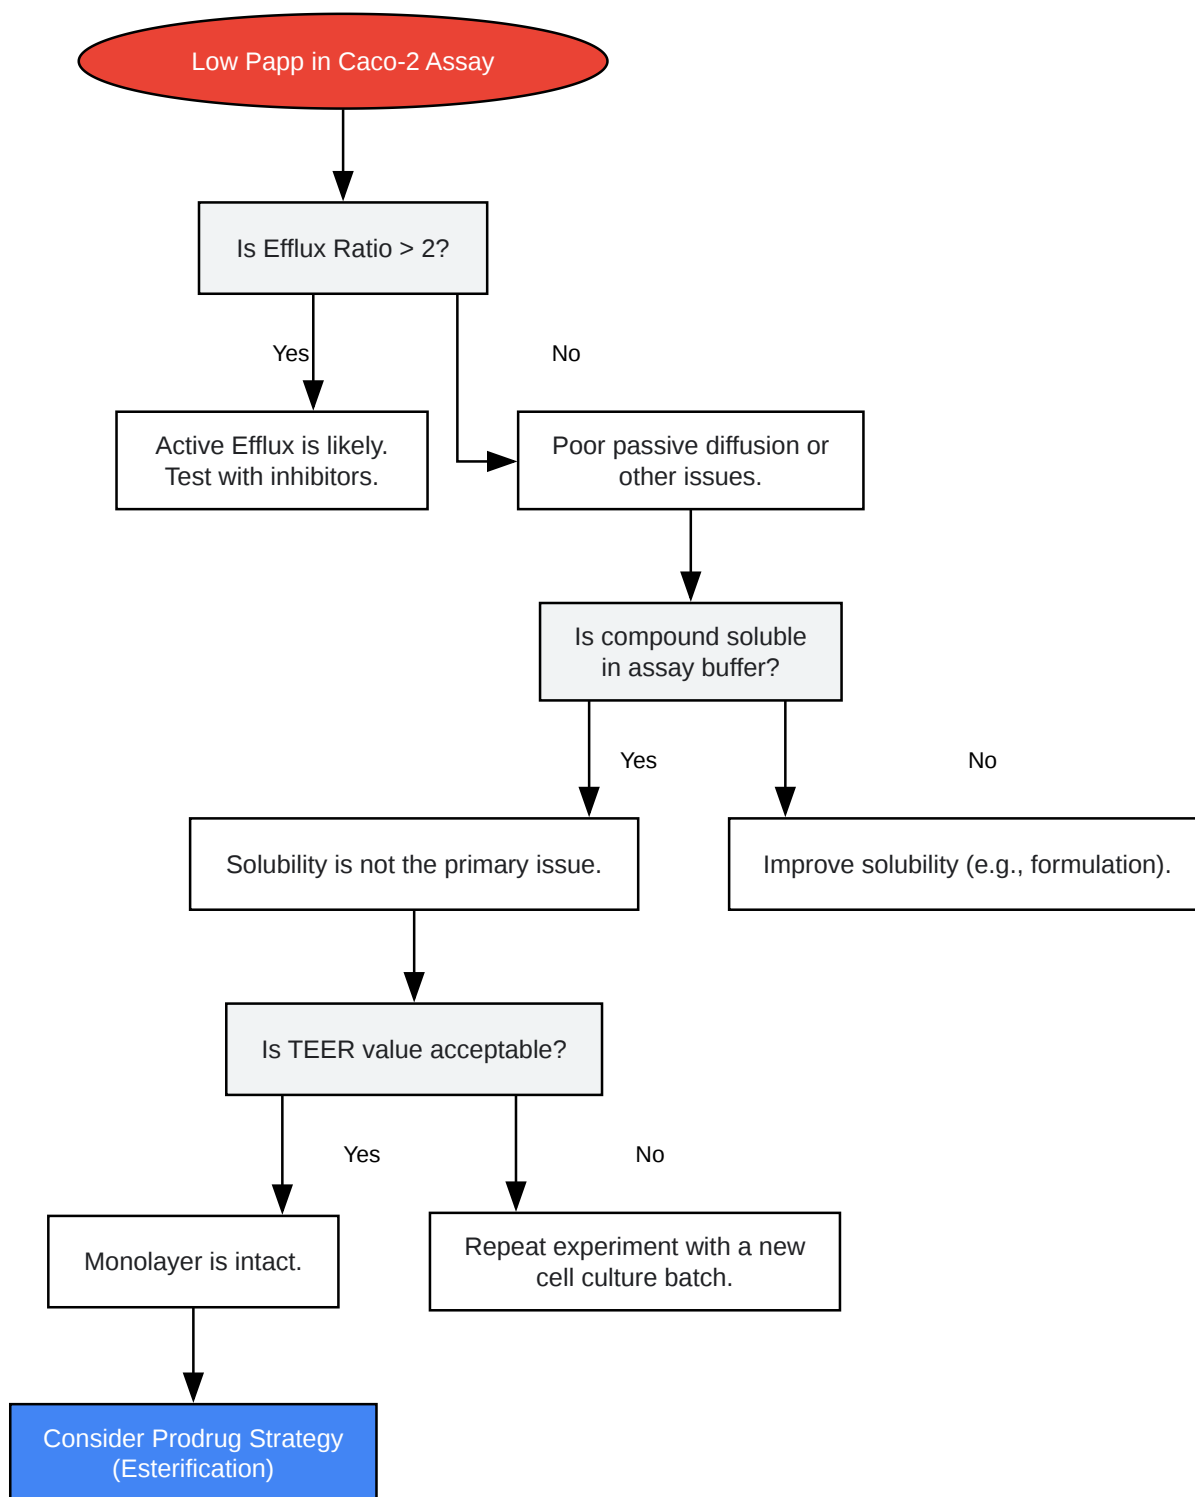 Low Papp in Caco-2 Assay
Is Efflux Ratio > 2?
Yes
No
Active Efflux is likely.
Test with inhibitors.
Poor passive diffusion or
other issues.
Is compound soluble
in assay buffer?
Yes
No
Solubility is not the primary issue.
Improve solubility (e.g., formulation).
Is TEER value acceptable?
Yes
No
Monolayer is intact.
Repeat experiment with a new
cell culture batch.
Consider Prodrug Strategy
(Esterification)